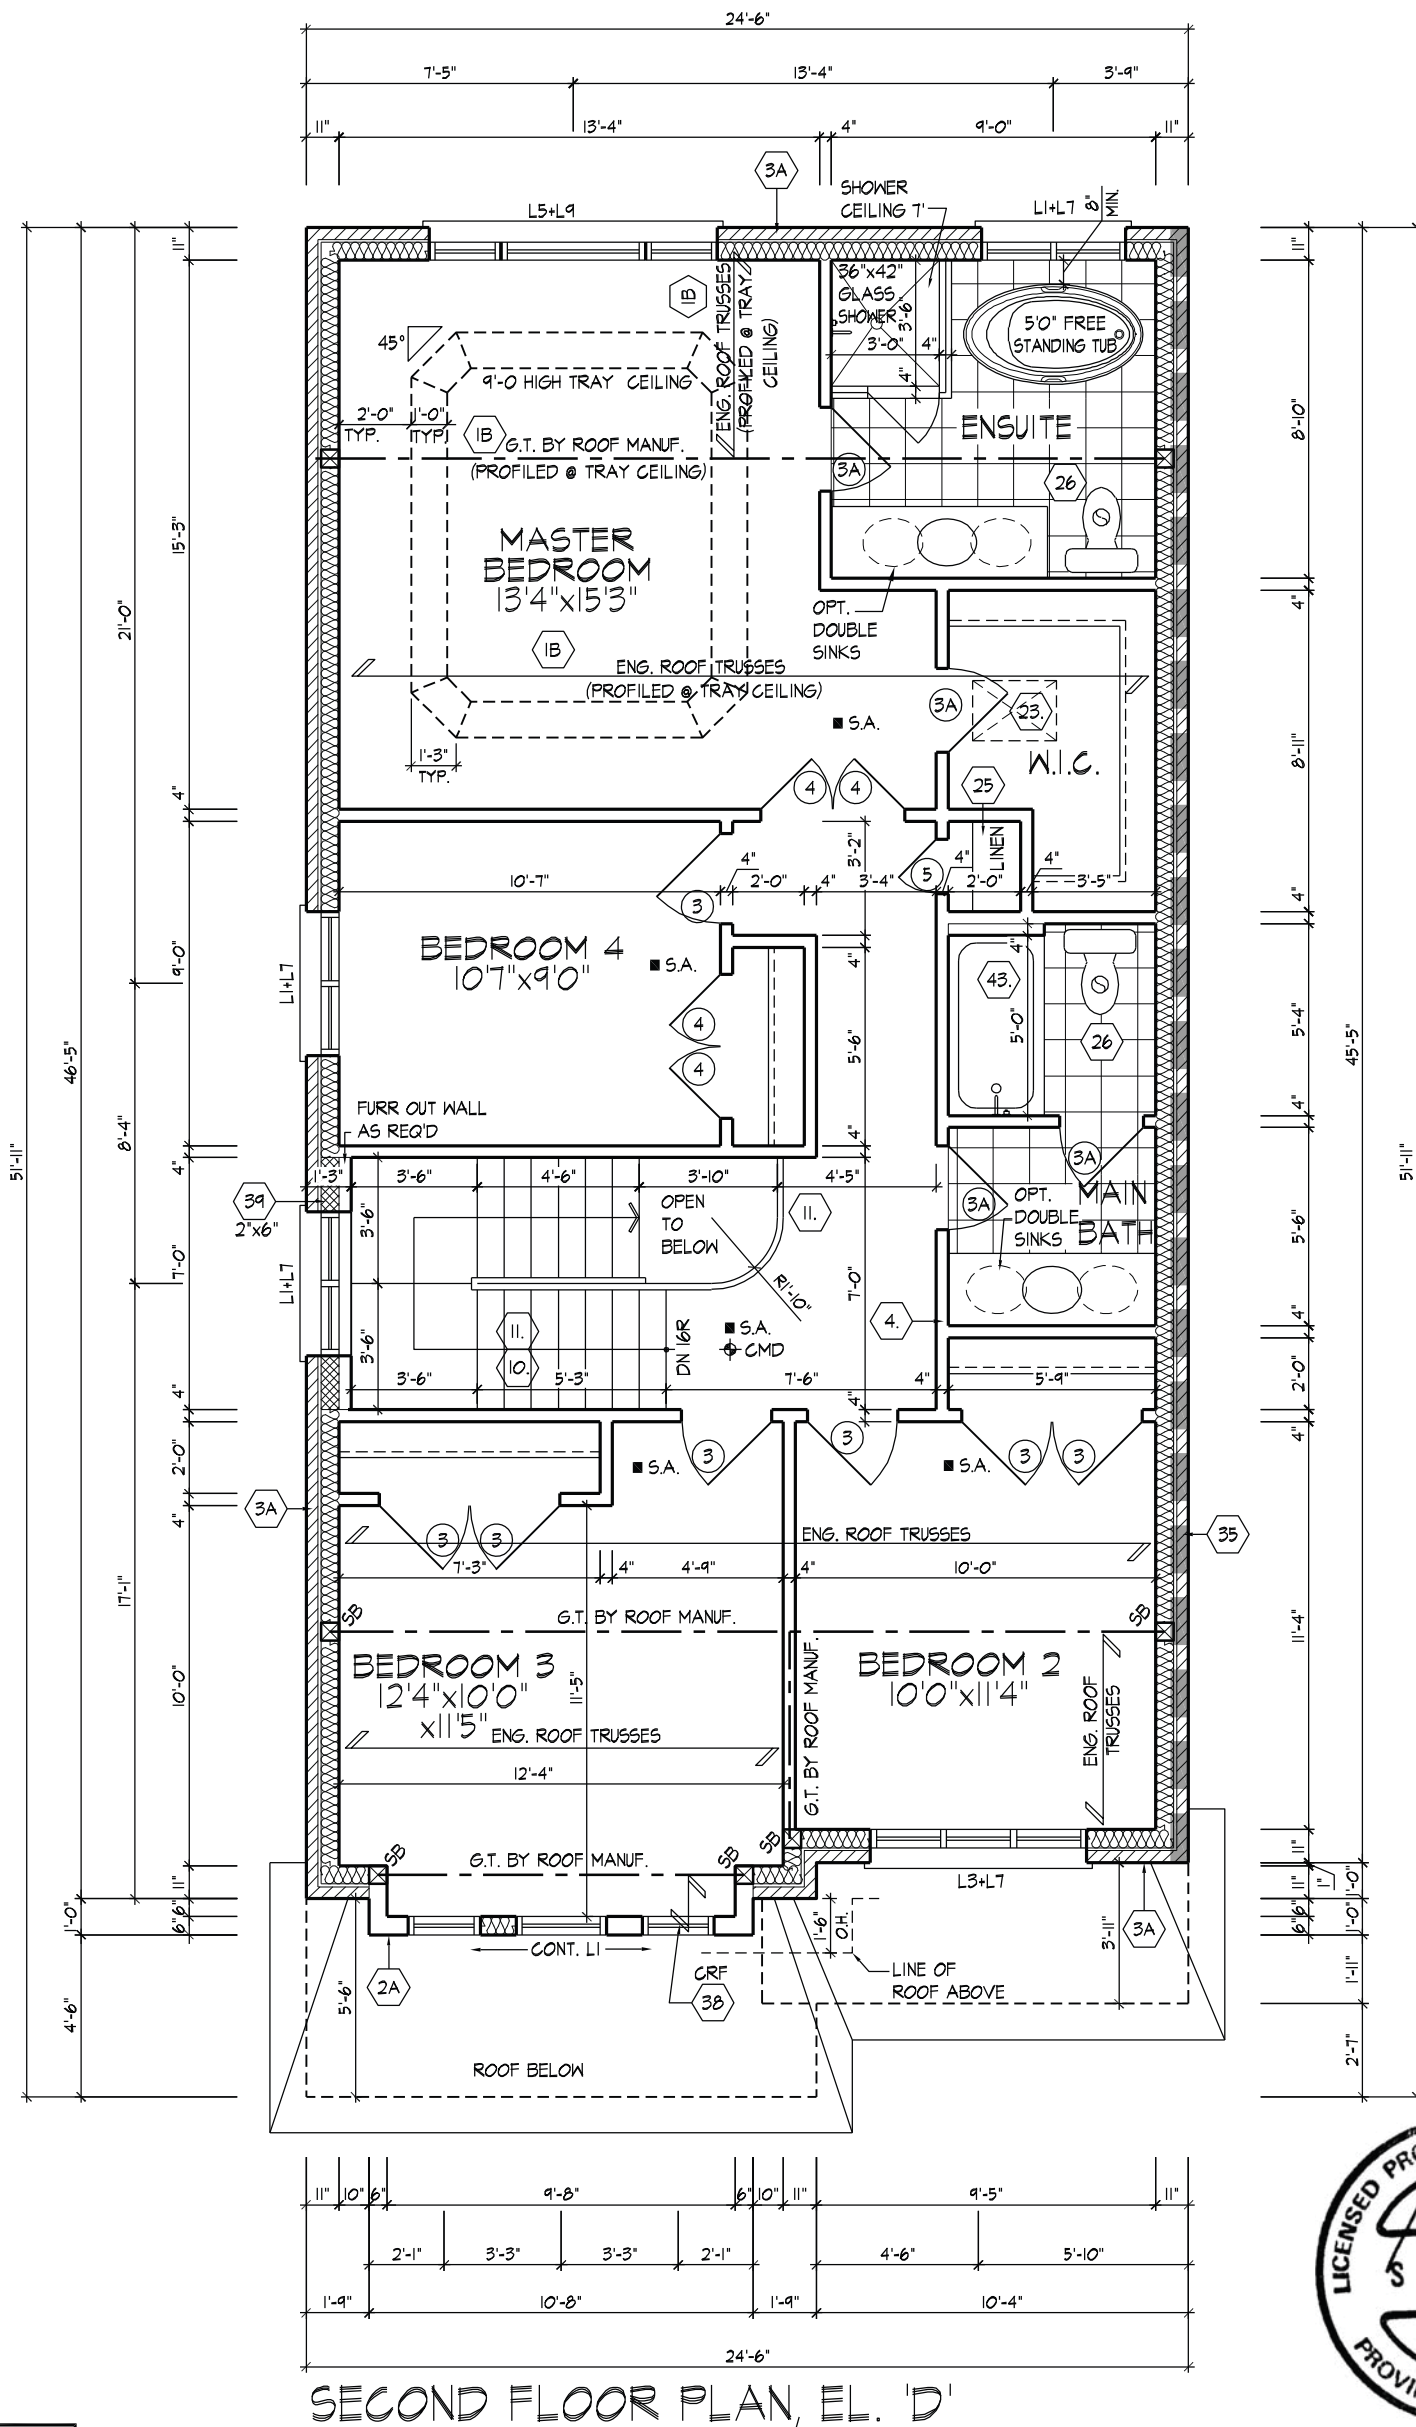 24'-6"
7'-5" 13'-4" 3'-9"
11" 13'-4" 4" 9'-0" 11"
3A
SHOWER
CEILING 7'
L5+L9
L1+L7
8"
MIN.
11"
11"
36"x42"
GLASS
SHOWER
3'-6"
3'-0" 4"
4"
5'0" FREE
STANDING TUB
1B
ENG. ROOF TRUSSES
(PROFILED @ TRAY
CEILING)
45°
9'-0 HIGH TRAY CEILING
2'-0" 1'-0"
TYP. TYP.
1B
G.T. BY ROOF MANUF.
(PROFILED @ TRAY CEILING)
ENSUITE
3A
26
8'-10"
MASTER
BEDROOM
13'4"x15'3"
15'-3"
21'-0"
1B
OPT.
DOUBLE
SINKS
4"
ENG. ROOF TRUSSES
(PROFILED @ TRAY CEILING)
3A
23.
S.A.
W.I.C.
1'-3"
TYP.
8'-11"
4 4
25
LINEN
4"
3'-2"
10'-7" 4" 2'-0" 4" 3'-4" 5 4" 2'-0" 4" 3'-5"
4"
3
BEDROOM 4
10'7"x9'0"
S.A.
9'-0"
L1+L7
4"
4"
43.
5'-0"
26
5'-4"
4
4
5'-6"
46'-5"
45'-5"
51'-11"
51'-11"
8'-4"
FURR OUT WALL
AS REQ'D
4"
4"
4"
3A
1'-3" 3'-6" 4'-6" 3'-10" 4'-5"
39
2"x6"
3'-6"
OPEN
TO
BELOW
11.
3A
OPT.
DOUBLE
SINKS
MAIN
BATH
5'-6"
7'-0"
L1+L7
R1'-10"
7'-0"
11.
10.
DN 16R
S.A.
CMD
4.
4"
3'-6"
3'-6" 5'-3" 7'-6" 4" 5'-9"
2'-0"
4"
4"
4"
2'-0"
3 3 3 3
S.A.
S.A.
3A
4"
3 3
7'-3" 4" 4'-9" 4" 10'-0"
ENG. ROOF TRUSSES
35
SB
G.T. BY ROOF MANUF.
SB
17'-1"
11'-4"
BEDROOM 3
12'4"x10'0"
x11'5"
11'-5"
10'-0"
G.T. BY ROOF MANUF.
BEDROOM 2
10'0"x11'4"
ENG. ROOF
TRUSSES
ENG. ROOF TRUSSES
12'-4"
SB
G.T. BY ROOF MANUF.
SB
SB
L3+L7
11"
11"
1"
1'-0"
11"
6"
6"
1'-0"
6"
6"
1'-0"
CONT. L1
1'-6"
O.H.
3'-11"
3A
2A
CRF
38
LINE OF
ROOF ABOVE
1'-11"
5'-6"
4'-6"
2'-7"
ROOF BELOW
11" 10" 6" 9'-8" 6" 10" 11" 9'-5" 11"
2'-1" 3'-3" 3'-3" 2'-1" 4'-6" 5'-10"
1'-9" 10'-8" 1'-9" 10'-4"
24'-6"
SECOND FLOOR PLAN, EL. 'D'
LICENSED